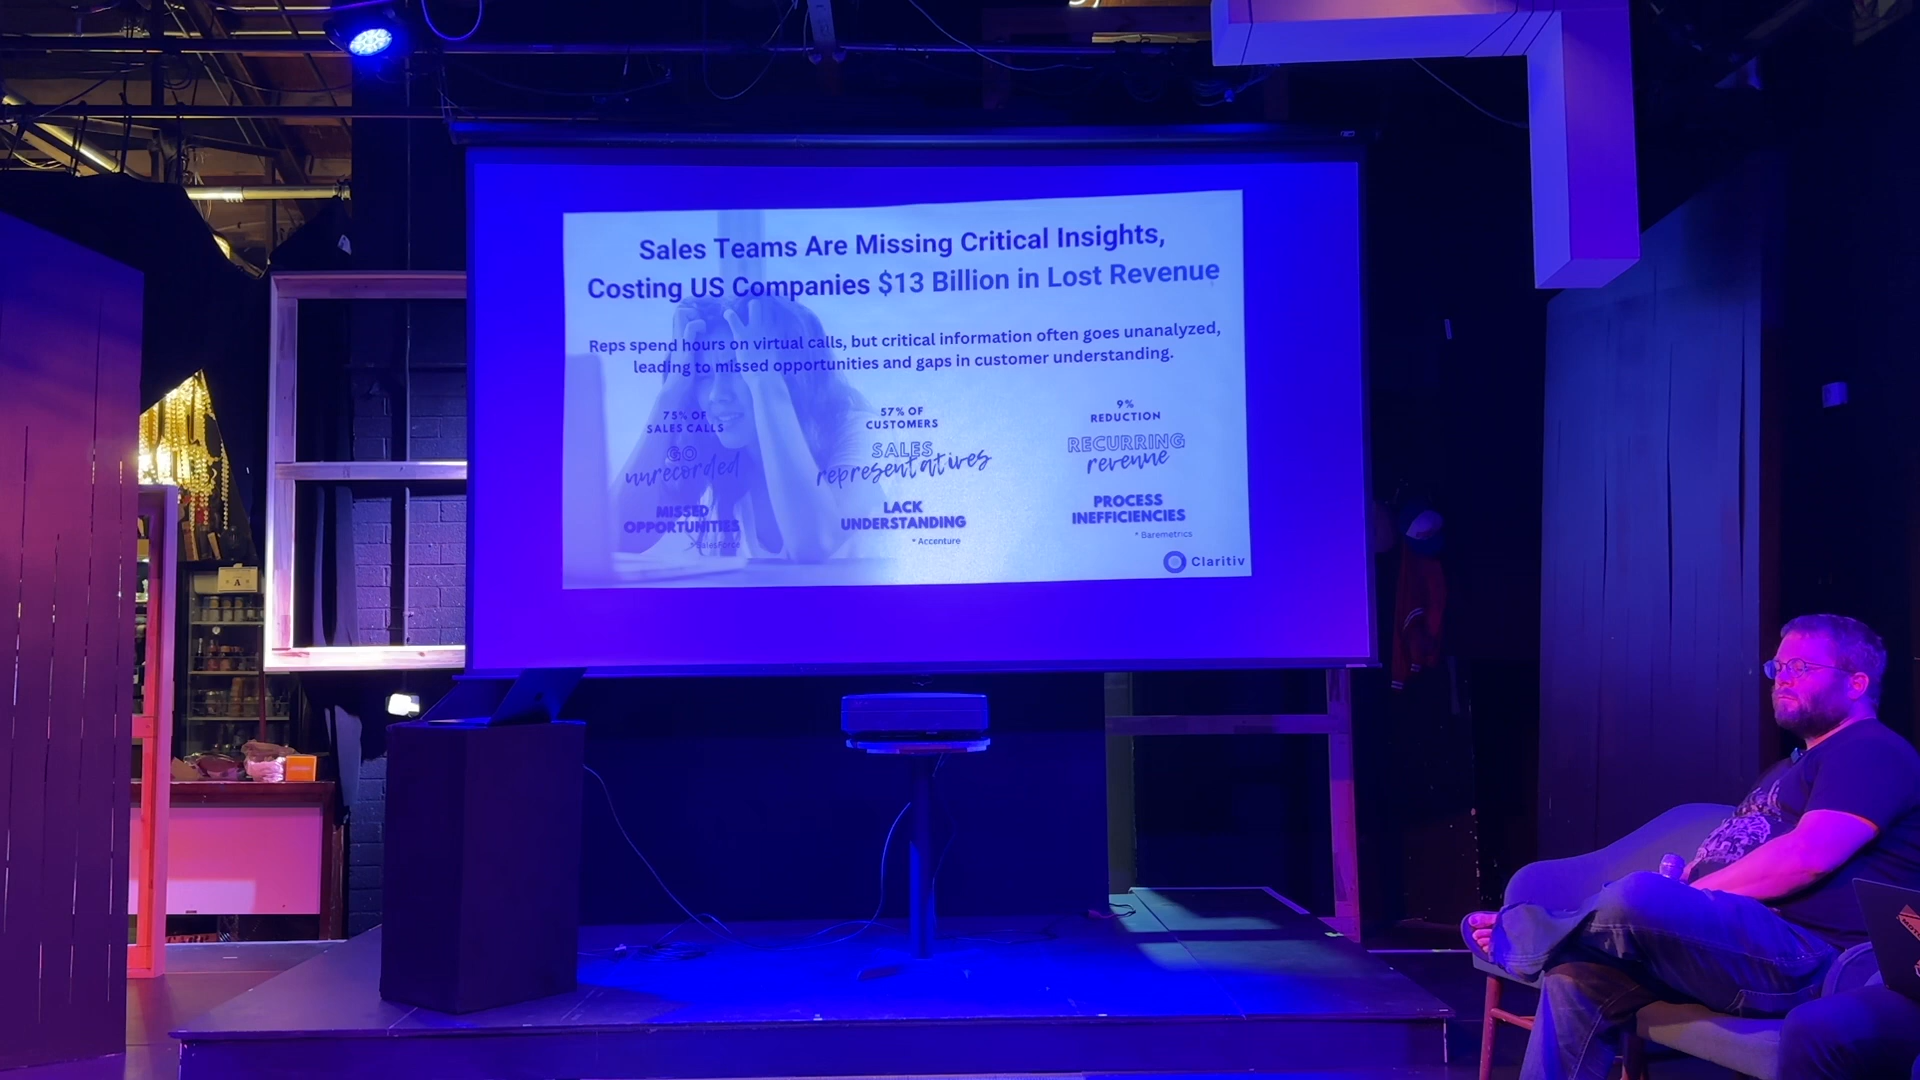 Sales Teams Are Missing Critical Insights,
Costing US Companies $13 Billion in Lost Revenue
Reps spend hours on virtual calls, but critical information often goes unanalyzed,
leading to missed opportunities and gaps in customer understanding.
75% OF
SALES CALLS
GO
unrecorded
MISSED
OPPORTUNITIES
* SalesForce
57% OF
CUSTOMERS
SALES
representatives
LACK
UNDERSTANDING
* Accenture
9%
REDUCTION
RECURRING
revenue
PROCESS
INEFFICIENCIES
* Baremetrics
Claritiv
A